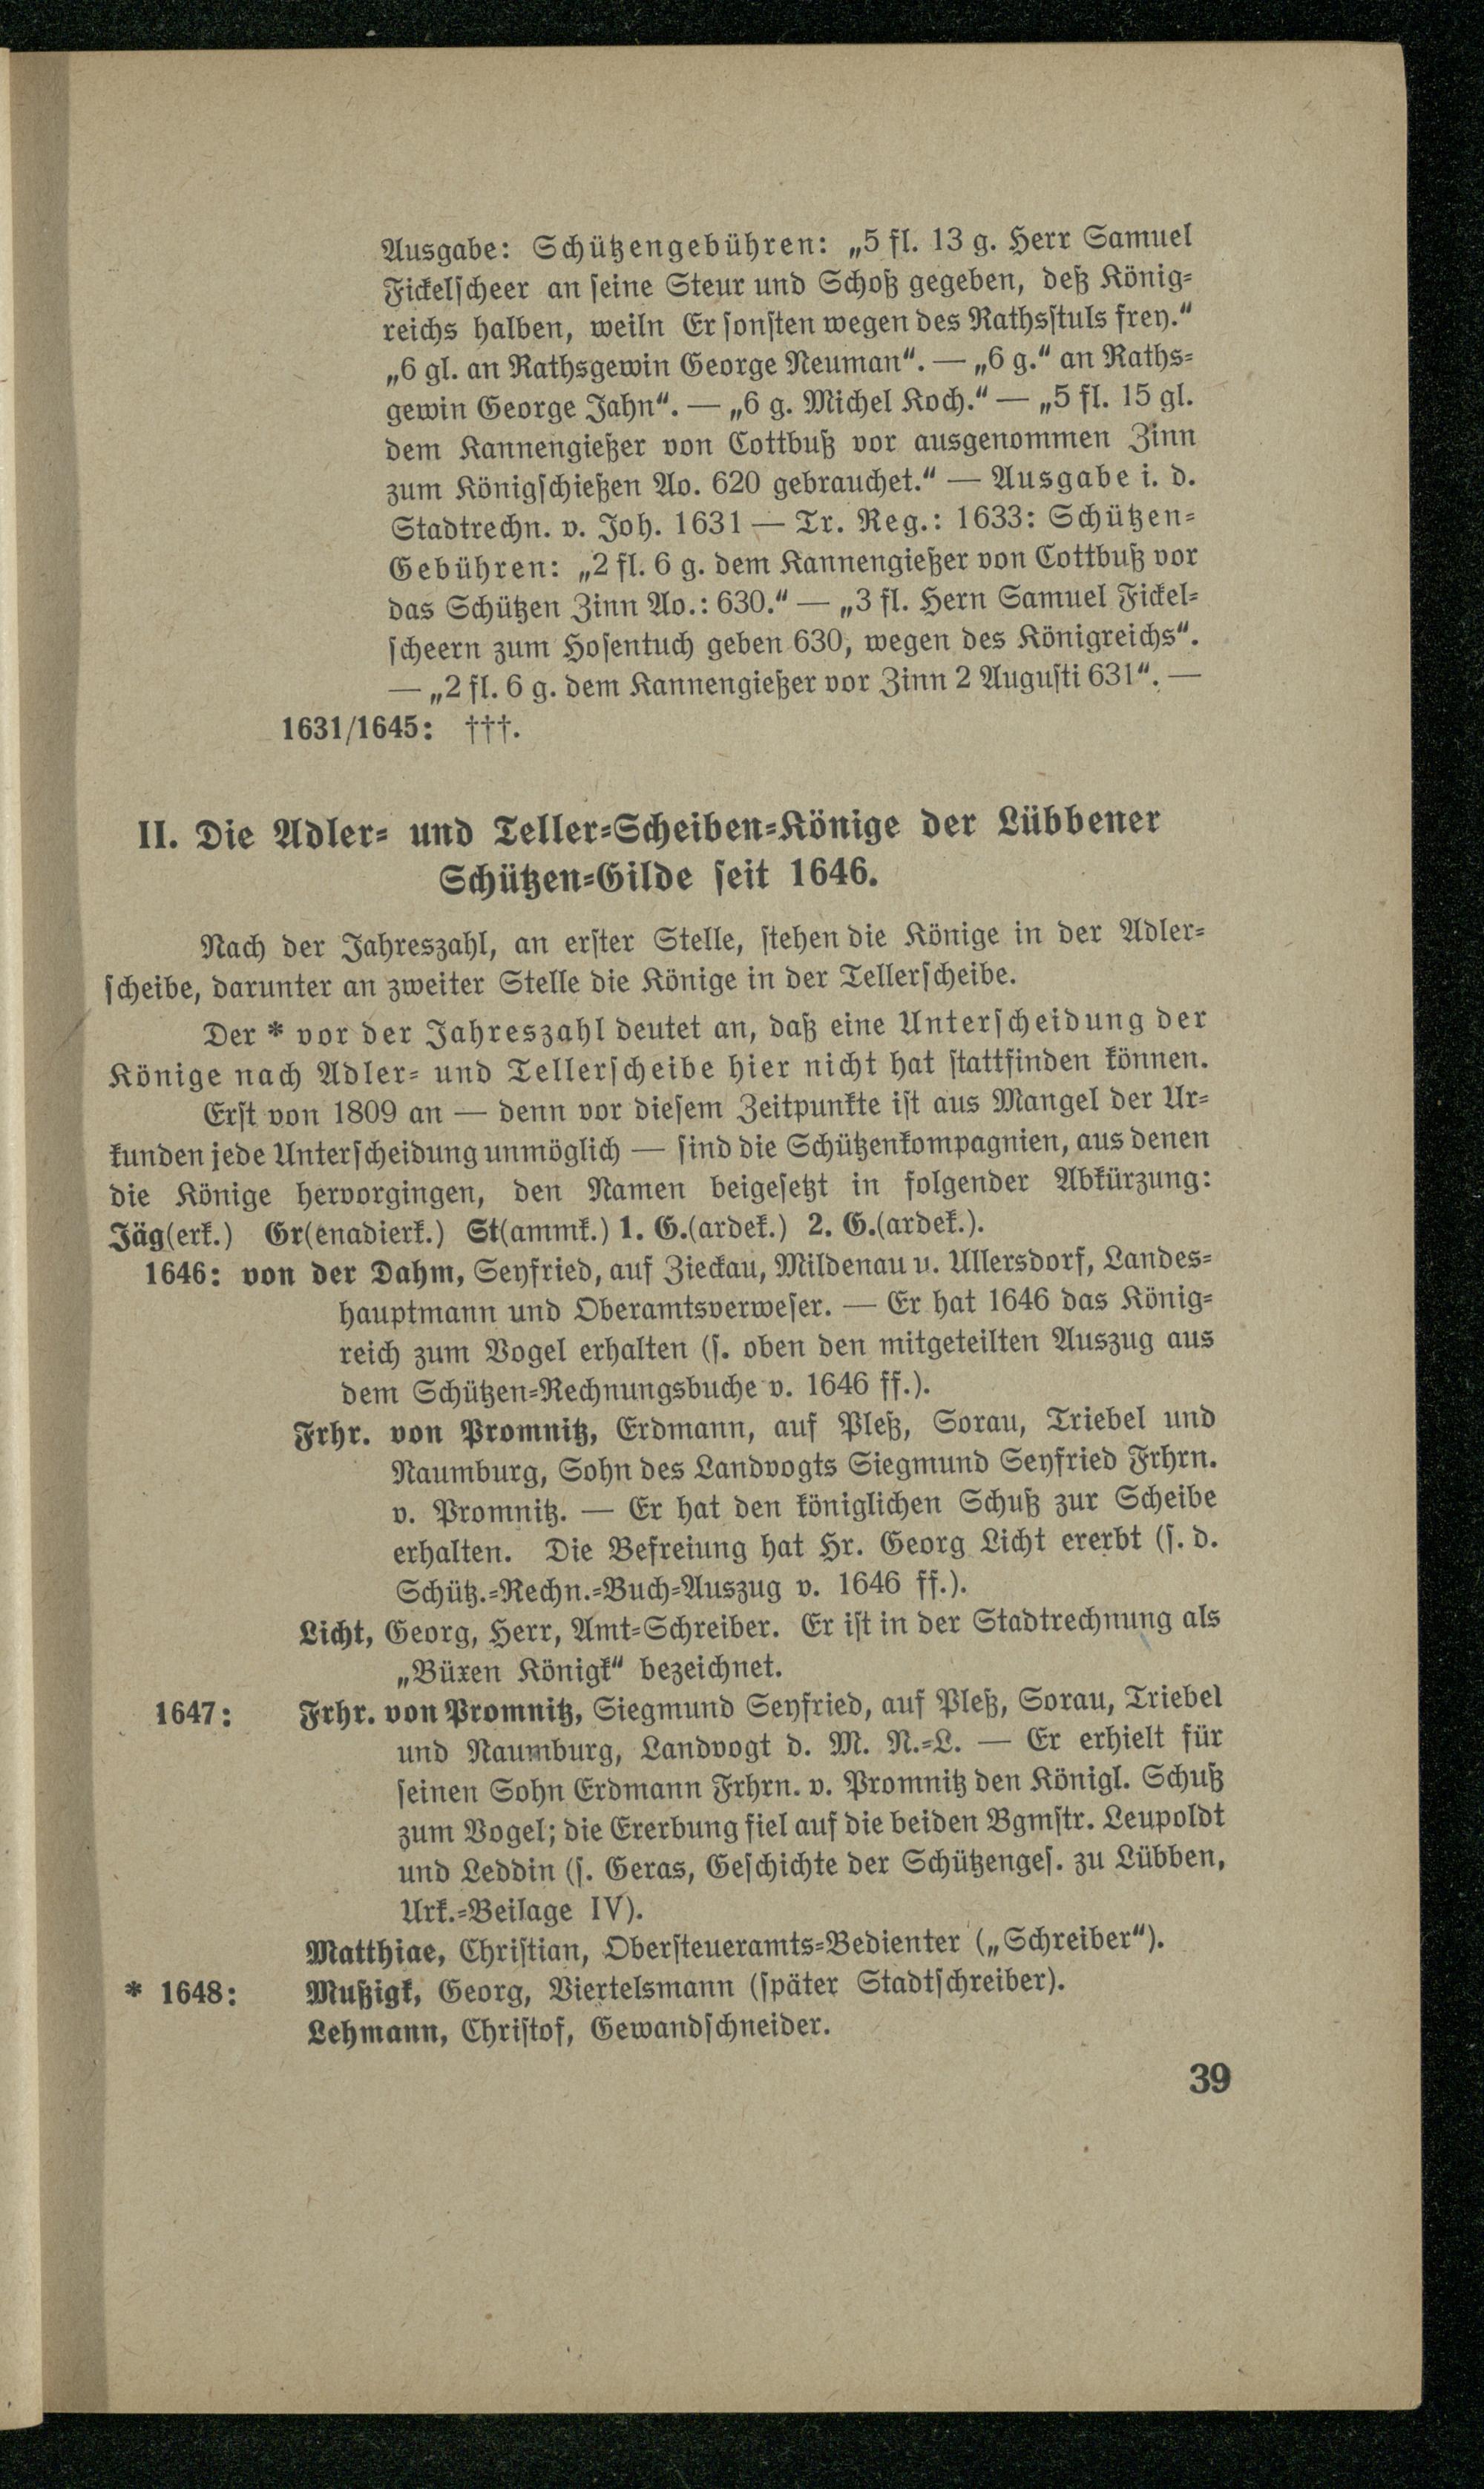 Ausgabe: Schützengebühren: „5 fl. 13 g. Herr Samuel
Fickelscheer an seine Steur und Schoß gegeben, deß König-
reichs halben, weiln Er sonsten wegen des Rathsstuls frey."
„6 gl. an Rathsgewin George Neuman". — „6 g." an Raths-
gewin George Jahn". — „6 g. Michel Koch." — „5 fl. 15 gl.
dem Kannengießer von Cottbuß vor ausgenommen Zinn
zum Königschießen Ao. 620 gebrauchet." — Ausgabe i. d.
Stadtrechn. v. Joh. 1631 — Tr. Reg.: 1633: Schützen-
Gebühren: „2 fl. 6 g. dem Kannengießer von Cottbuß vor
das Schützen Zinn Ao.: 630." — „3 fl. Hern Samuel Fickel-
scheern zum Hosentuch geben 630, wegen des Königreichs".
— „2 fl. 6 g. dem Kannengießer vor Zinn 2 Augusti 631". —
1631/1645: †††.
II. Die Adler- und Teller-Scheiben-Könige der Lübbener
Schützen-Gilde seit 1646.
Nach der Jahreszahl, an erster Stelle, stehen die Könige in der Adler-
scheibe, darunter an zweiter Stelle die Könige in der Tellerscheibe.
Der * vor der Jahreszahl deutet an, daß eine Unterscheidung der
Könige nach Adler- und Tellerscheibe hier nicht hat stattfinden können.
Erst von 1809 an — denn vor diesem Zeitpunkte ist aus Mangel der Ur-
kunden jede Unterscheidung unmöglich — sind die Schützenkompagnien, aus denen
die Könige hervorgingen, den Namen beigesetzt in folgender Abkürzung:
Jäg(erk.) Gr(enadierk.) St(ammk.) 1. G.(ardek.) 2. G.(ardek.).
1646: von der Dahm, Seyfried, auf Zieckau, Mildenau u. Ullersdorf, Landes-
hauptmann und Oberamtsverweser. — Er hat 1646 das König-
reich zum Vogel erhalten (s. oben den mitgeteilten Auszug aus
dem Schützen-Rechnungsbuche v. 1646 ff.).
Frhr. von Promnitz, Erdmann, auf Pleß, Sorau, Triebel und
Naumburg, Sohn des Landvogts Siegmund Seyfried Frhrn.
v. Promnitz. — Er hat den königlichen Schuß zur Scheibe
erhalten. Die Befreiung hat Hr. Georg Licht ererbt (s. d.
Schütz.-Rechn.-Buch-Auszug v. 1646 ff.).
Licht, Georg, Herr, Amt-Schreiber. Er ist in der Stadtrechnung als
„Büxen Königk" bezeichnet.
1647: Frhr. von Promnitz, Siegmund Seyfried, auf Pleß, Sorau, Triebel
und Naumburg, Landvogt d. M. N.-L. — Er erhielt für
seinen Sohn Erdmann Frhrn. v. Promnitz den Königl. Schuß
zum Vogel; die Ererbung fiel auf die beiden Bgmstr. Leupoldt
und Leddin (s. Geras, Geschichte der Schützenges. zu Lübben,
Urk.-Beilage IV).
Matthiae, Christian, Obersteueramts-Bedienter („Schreiber").
* 1648: Mußigk, Georg, Viertelsmann (später Stadtschreiber).
Lehmann, Christof, Gewandschneider.
39